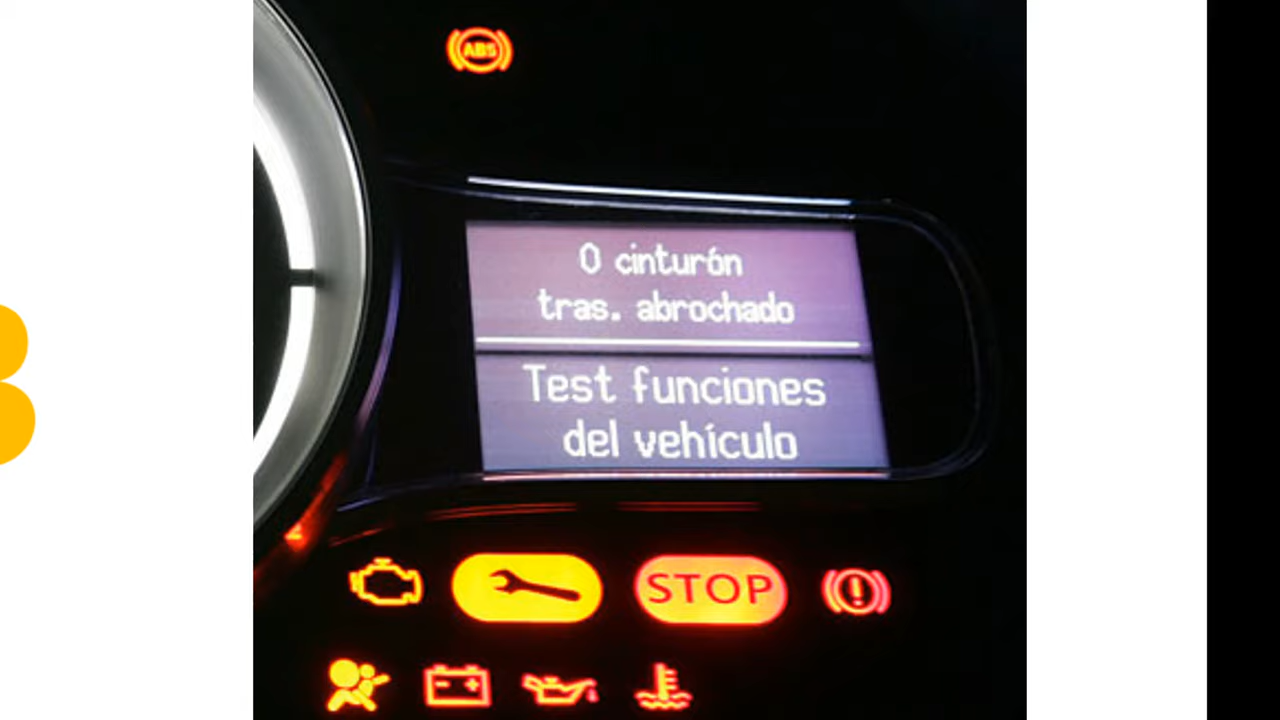 ABS
0 cinturón
tras. abrochado
Test funciones
del vehículo
STOP